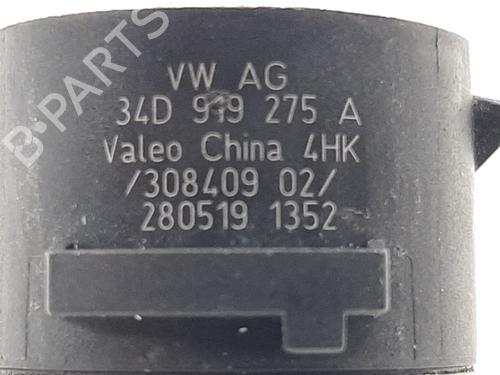 B-PARTS
VW AG
34D 919 275 A
Valeo China 4HK
/308409 02/
280519 1352